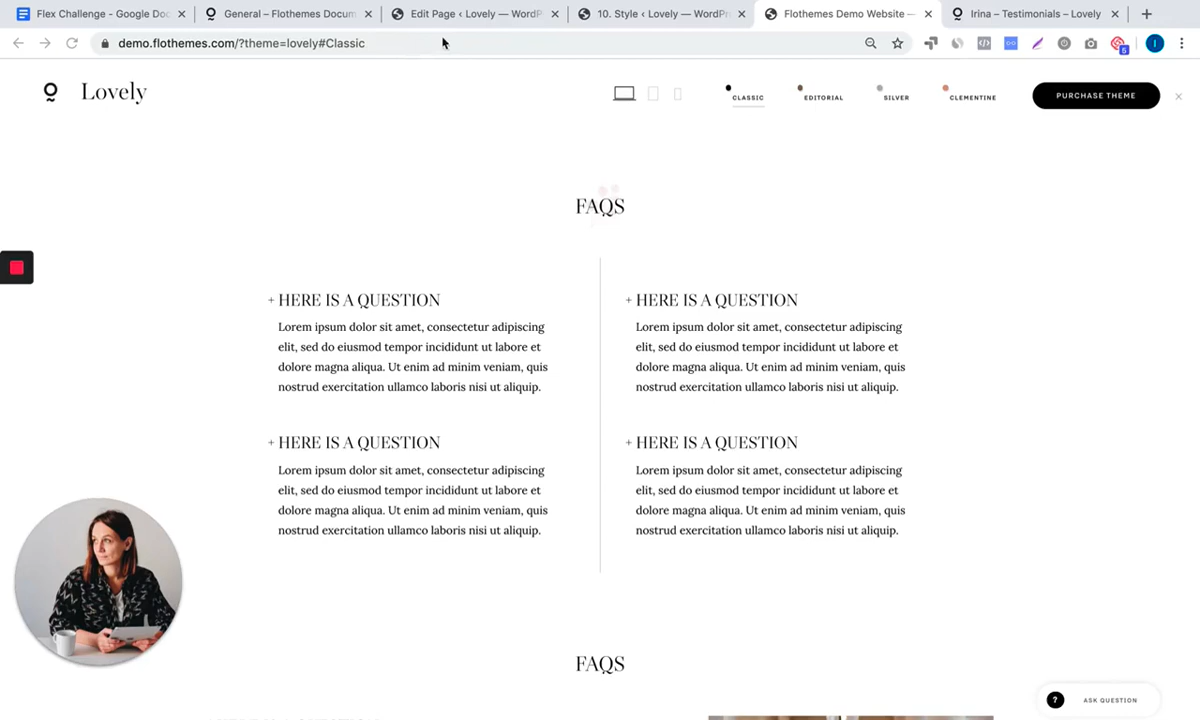 Flex Challenge - Google Doc
General – Flothemes Docum
Edit Page ‹ Lovely — WordP
10. Style ‹ Lovely — WordPr
Flothemes Demo Website —
Irina – Testimonials – Lovely
demo.flothemes.com/?theme=lovely#Classic
5
I
Lovely
CLASSIC
EDITORIAL
SILVER
CLEMENTINE
PURCHASE THEME
FAQS
+ HERE IS A QUESTION
Lorem ipsum dolor sit amet, consectetur adipiscing
elit, sed do eiusmod tempor incididunt ut labore et
dolore magna aliqua. Ut enim ad minim veniam, quis
nostrud exercitation ullamco laboris nisi ut aliquip.
+ HERE IS A QUESTION
Lorem ipsum dolor sit amet, consectetur adipiscing
elit, sed do eiusmod tempor incididunt ut labore et
dolore magna aliqua. Ut enim ad minim veniam, quis
nostrud exercitation ullamco laboris nisi ut aliquip.
+ HERE IS A QUESTION
Lorem ipsum dolor sit amet, consectetur adipiscing
elit, sed do eiusmod tempor incididunt ut labore et
dolore magna aliqua. Ut enim ad minim veniam, quis
nostrud exercitation ullamco laboris nisi ut aliquip.
+ HERE IS A QUESTION
Lorem ipsum dolor sit amet, consectetur adipiscing
elit, sed do eiusmod tempor incididunt ut labore et
dolore magna aliqua. Ut enim ad minim veniam, quis
nostrud exercitation ullamco laboris nisi ut aliquip.
FAQS
? ASK QUESTION